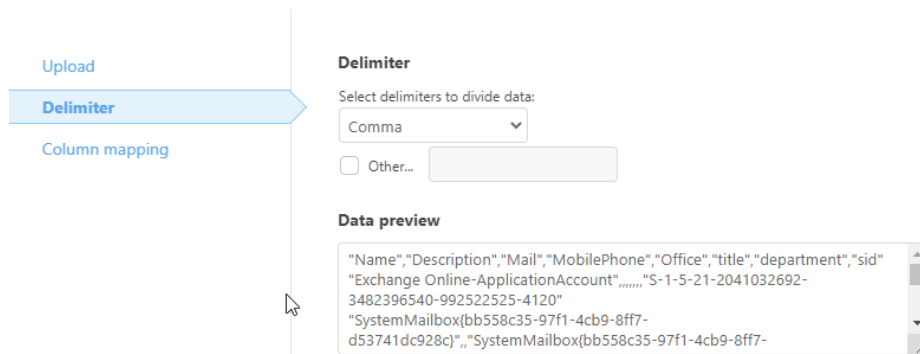 Upload
Delimiter
Column mapping
Delimiter
Select delimiters to divide data:
Comma
Other...
Data preview
"Name","Description","Mail","MobilePhone","Office","title","department","sid"
"Exchange Online-ApplicationAccount",,,,,,,"S-1-5-21-2041032692-
3482396540-992522525-4120"
"SystemMailbox{bb558c35-97f1-4cb9-8ff7-
d53741dc928c}",,"SystemMailbox{bb558c35-97f1-4cb9-8ff7-